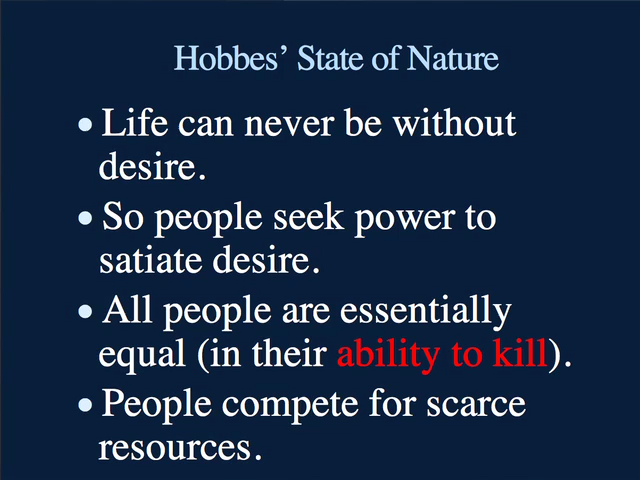 Hobbes’ State of Nature
• Life can never be without
desire.
• So people seek power to
satiate desire.
• All people are essentially
equal (in their ability to kill).
• People compete for scarce
resources.